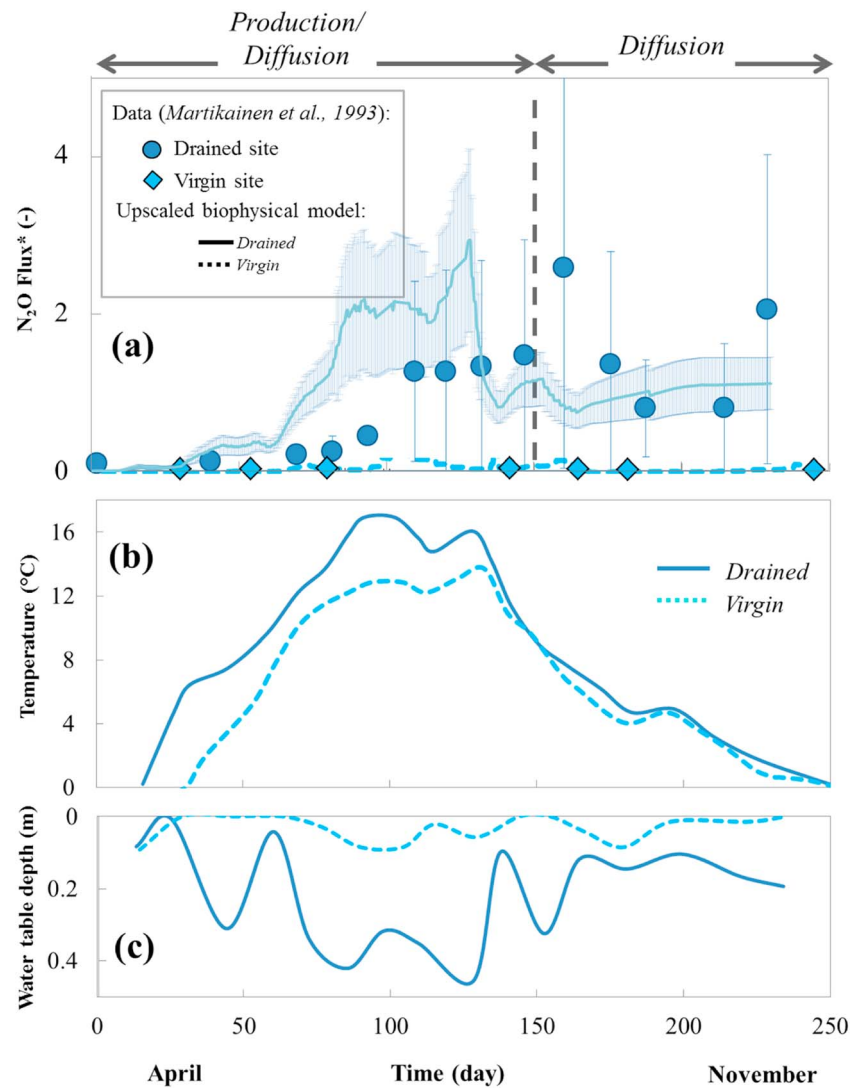 Production/
Diffusion
Diffusion
Data (Martikainen et al., 1993):
Drained site
Virgin site
Upscaled biophysical model:
Drained
Virgin
N₂O Flux* (-)
4
2
0
(a)
Temperature (°C)
16
12
8
4
0
(b)
Drained
Virgin
Water table depth (m)
0
0.2
0.4
(c)
0 50 100 150 200 250
April Time (day) November